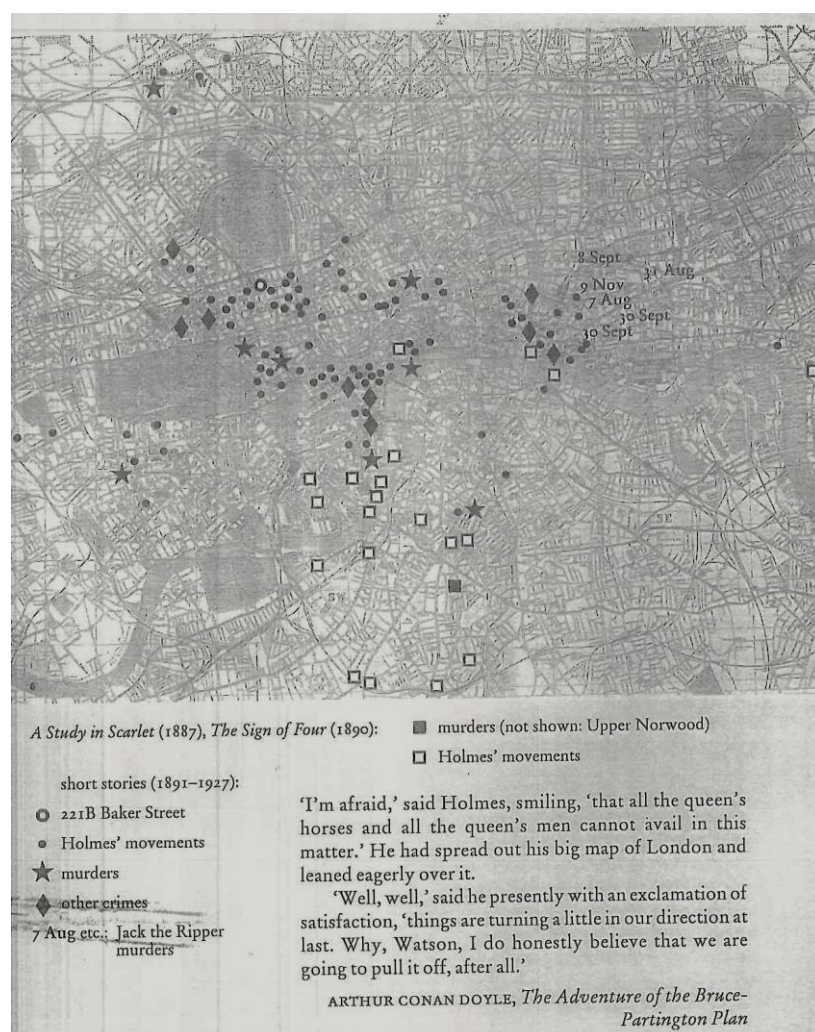 8 Sept
31 Aug
9 Nov
7 Aug
30 Sept
30 Sept
SE
SW
6
A Study in Scarlet (1887), The Sign of Four (1890):
murders (not shown: Upper Norwood)
Holmes' movements
short stories (1891–1927):
221B Baker Street
Holmes' movements
murders
other crimes
7 Aug etc.: Jack the Ripper
murders
‘I'm afraid,’ said Holmes, smiling, ‘that all the queen's
horses and all the queen's men cannot avail in this
matter.’ He had spread out his big map of London and
leaned eagerly over it.
‘Well, well,’ said he presently with an exclamation of
satisfaction, ‘things are turning a little in our direction at
last. Why, Watson, I do honestly believe that we are
going to pull it off, after all.’
ARTHUR CONAN DOYLE, The Adventure of the Bruce-
Partington Plan